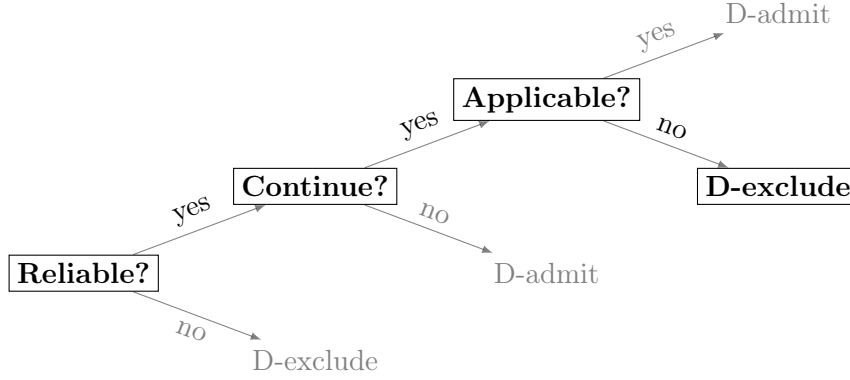 D-admit
yes
Applicable?
yes
no
Continue?
D-exclude
yes
no
Reliable?
D-admit
no
D-exclude